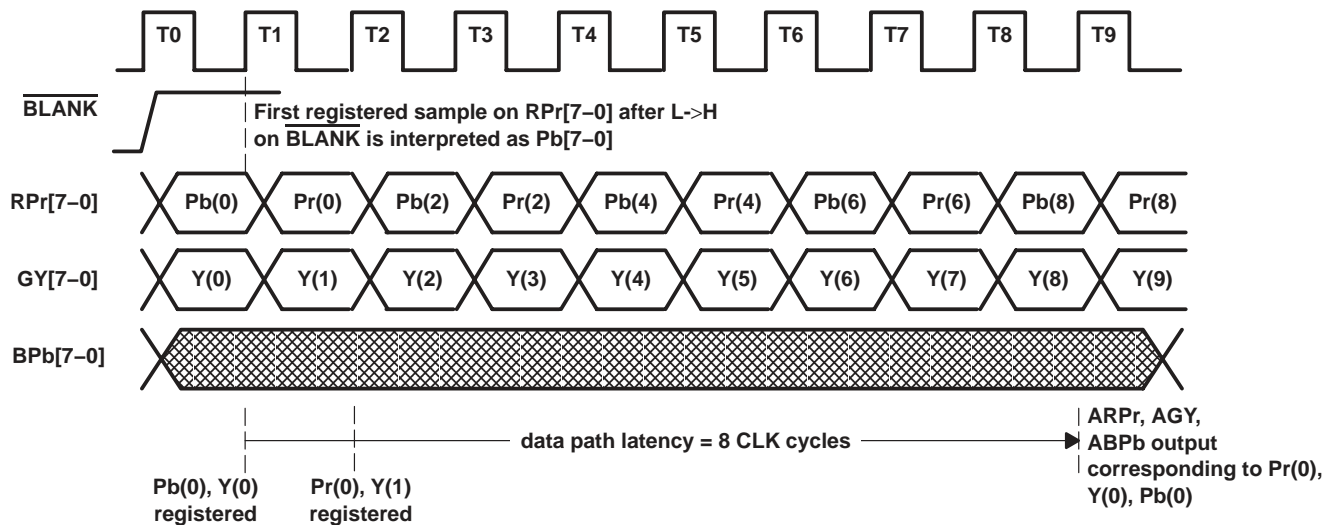 T0 T1 T2 T3 T4 T5 T6 T7 T8 T9
BLANK
First registered sample on RPr[7–0] after L->H
on BLANK is interpreted as Pb[7–0]
RPr[7–0] Pb(0) Pr(0) Pb(2) Pr(2) Pb(4) Pr(4) Pb(6) Pr(6) Pb(8) Pr(8)
GY[7–0] Y(0) Y(1) Y(2) Y(3) Y(4) Y(5) Y(6) Y(7) Y(8) Y(9)
BPb[7–0]
data path latency = 8 CLK cycles
ARPr, AGY,
ABPb output
corresponding to Pr(0),
Y(0), Pb(0)
Pb(0), Y(0)
registered
Pr(0), Y(1)
registered